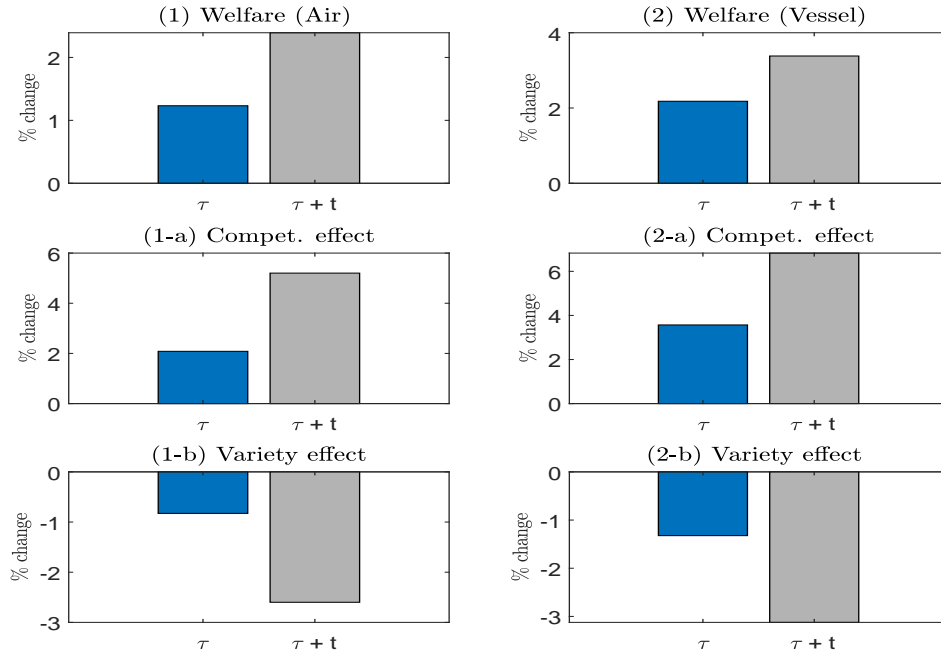 (1) Welfare (Air)
% change
2
1
0
τ
τ + t
(2) Welfare (Vessel)
% change
4
2
0
τ
τ + t
(1-a) Compet. effect
% change
6
4
2
0
τ
τ + t
(2-a) Compet. effect
% change
6
4
2
0
τ
τ + t
(1-b) Variety effect
% change
0
-1
-2
-3
τ
τ + t
(2-b) Variety effect
% change
0
-1
-2
-3
τ
τ + t